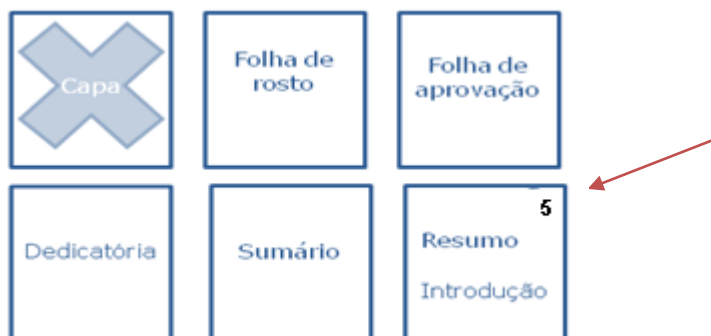 Capa
Folha de
rosto
Folha de
aprovação
Dedicatória
Sumário
5
Resumo
Introdução